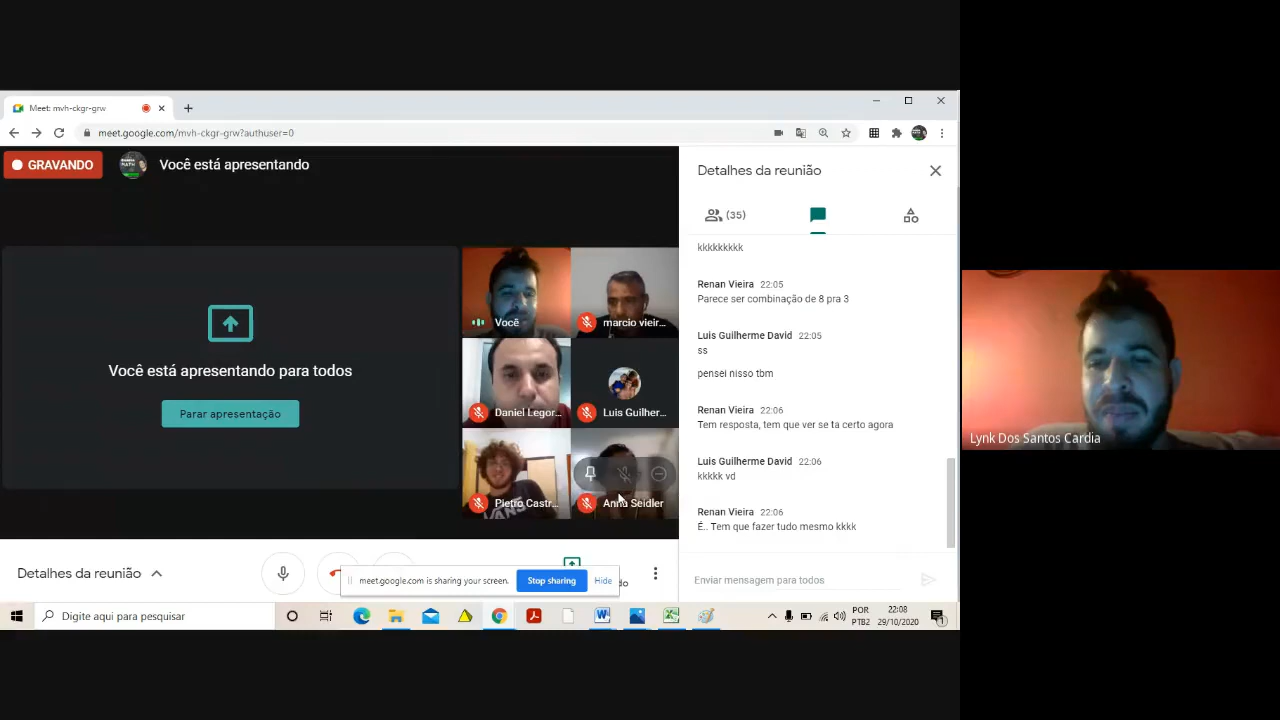 Meet: mvh-ckgr-grw
meet.google.com/mvh-ckgr-grw?authuser=0
GRAVANDO
Você está apresentando
Detalhes da reunião
(35)
kkkkkkkkk
Renan Vieira 22:05
Parece ser combinação de 8 pra 3
Luis Guilherme David 22:05
ss
pensei nisso tbm
Renan Vieira 22:06
Tem resposta, tem que ver se ta certo agora
Luis Guilherme David 22:06
kkkkk vd
Renan Vieira 22:06
É.. Tem que fazer tudo mesmo kkkk
Enviar mensagem para todos
Você está apresentando para todos
Parar apresentação
Você
marcio vieir...
Daniel Legor...
Luis Guilher...
Pietro Castr...
Anna Seidler
Lynk Dos Santos Cardia
Detalhes da reunião
meet.google.com is sharing your screen.
Stop sharing
Hide
Digite aqui para pesquisar
POR
PTB2
22:08
29/10/2020